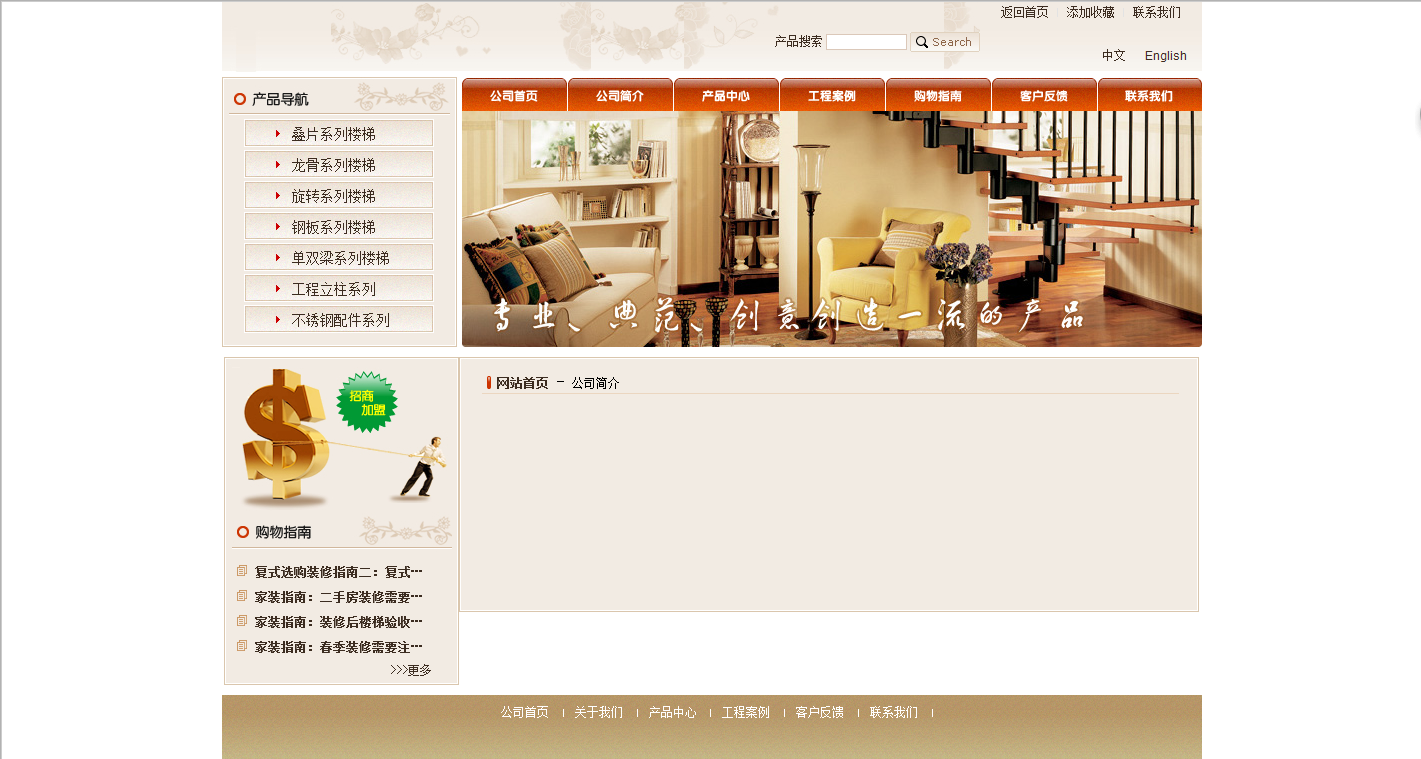 返回首页 添加收藏 联系我们
产品搜索 Search
中文 English
产品导航
叠片系列楼梯
龙骨系列楼梯
旋转系列楼梯
钢板系列楼梯
单双梁系列楼梯
工程立柱系列
不锈钢配件系列
公司首页 公司简介 产品中心 工程案例 购物指南 客户反馈 联系我们
专业、典范、创意创造一流的产品
招商
加盟
购物指南
复式选购装修指南二：复式…
家装指南：二手房装修需要…
家装指南：装修后楼梯验收…
家装指南：春季装修需要注…
>>>更多
网站首页 － 公司简介
公司首页 | 关于我们 | 产品中心 | 工程案例 | 客户反馈 | 联系我们 |